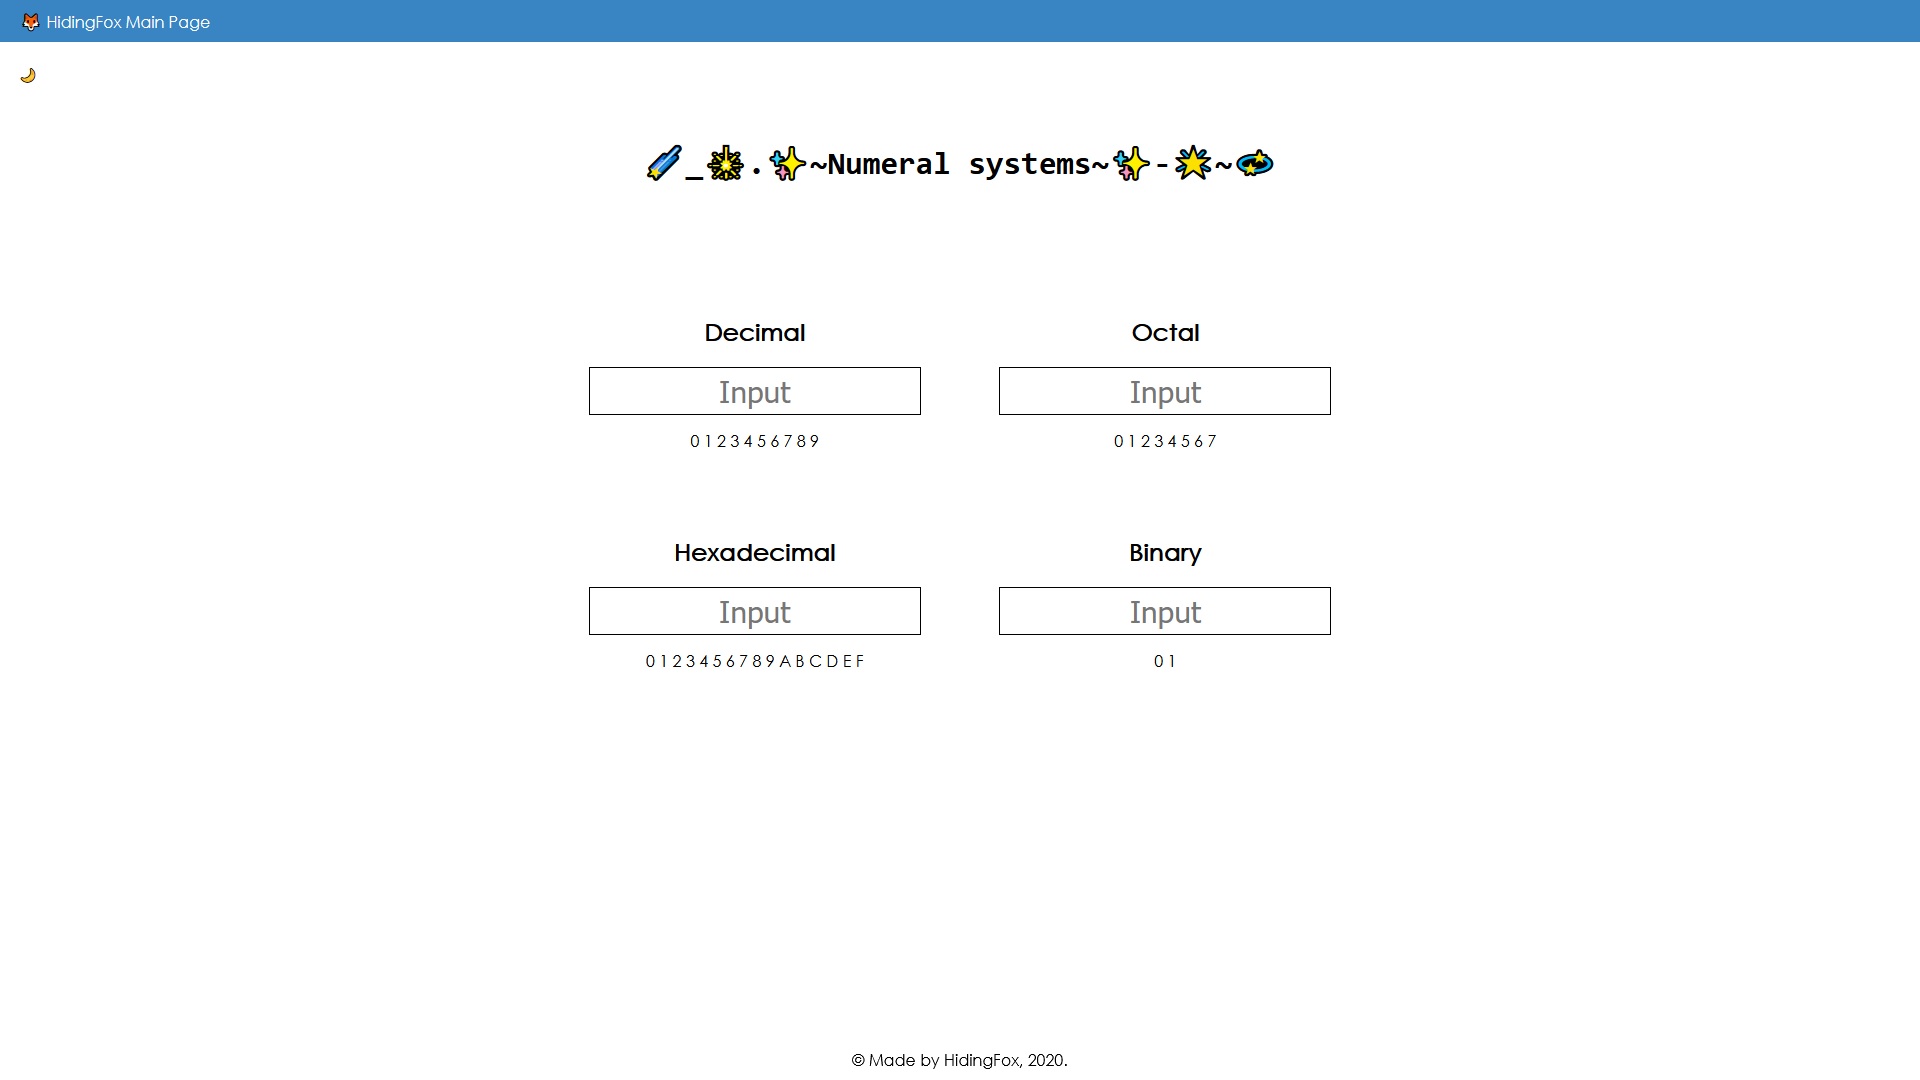 🦊 HidingFox Main Page
🌙
☄_✴.✨~Numeral systems~✨-🌟~💫
Decimal
Octal
Input
Input
0 1 2 3 4 5 6 7 8 9
0 1 2 3 4 5 6 7
Hexadecimal
Binary
Input
Input
0 1 2 3 4 5 6 7 8 9 A B C D E F
0 1
© Made by HidingFox, 2020.